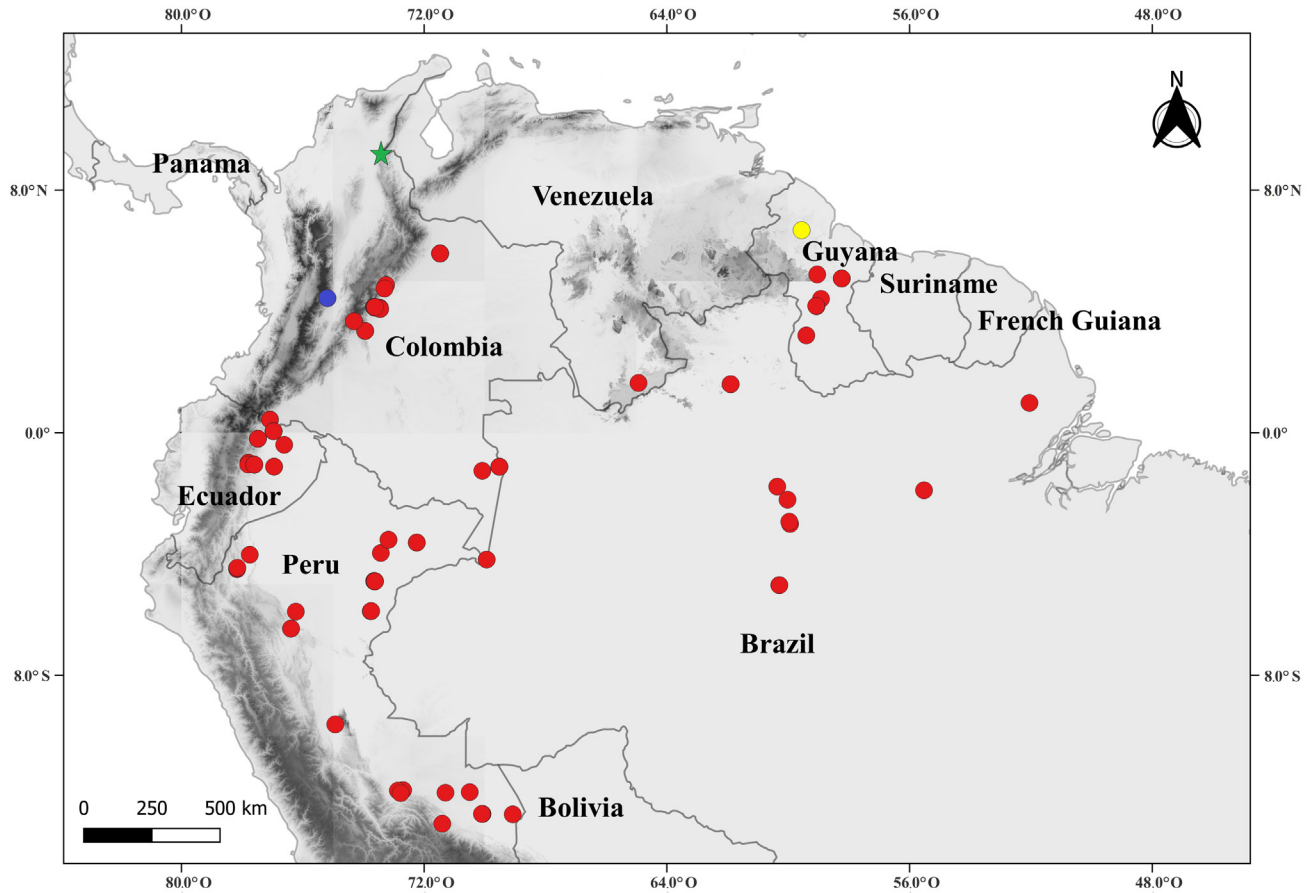 80.0°O 72.0°O 64.0°O 56.0°O 48.0°O
N
Panama
8.0°N 8.0°N
Venezuela
Guyana
Suriname
French Guiana
Colombia
0.0° 0.0°
Ecuador
Peru
Brazil
8.0°S 8.0°S
Bolivia
0 250 500 km
80.0°O 72.0°O 64.0°O 56.0°O 48.0°O